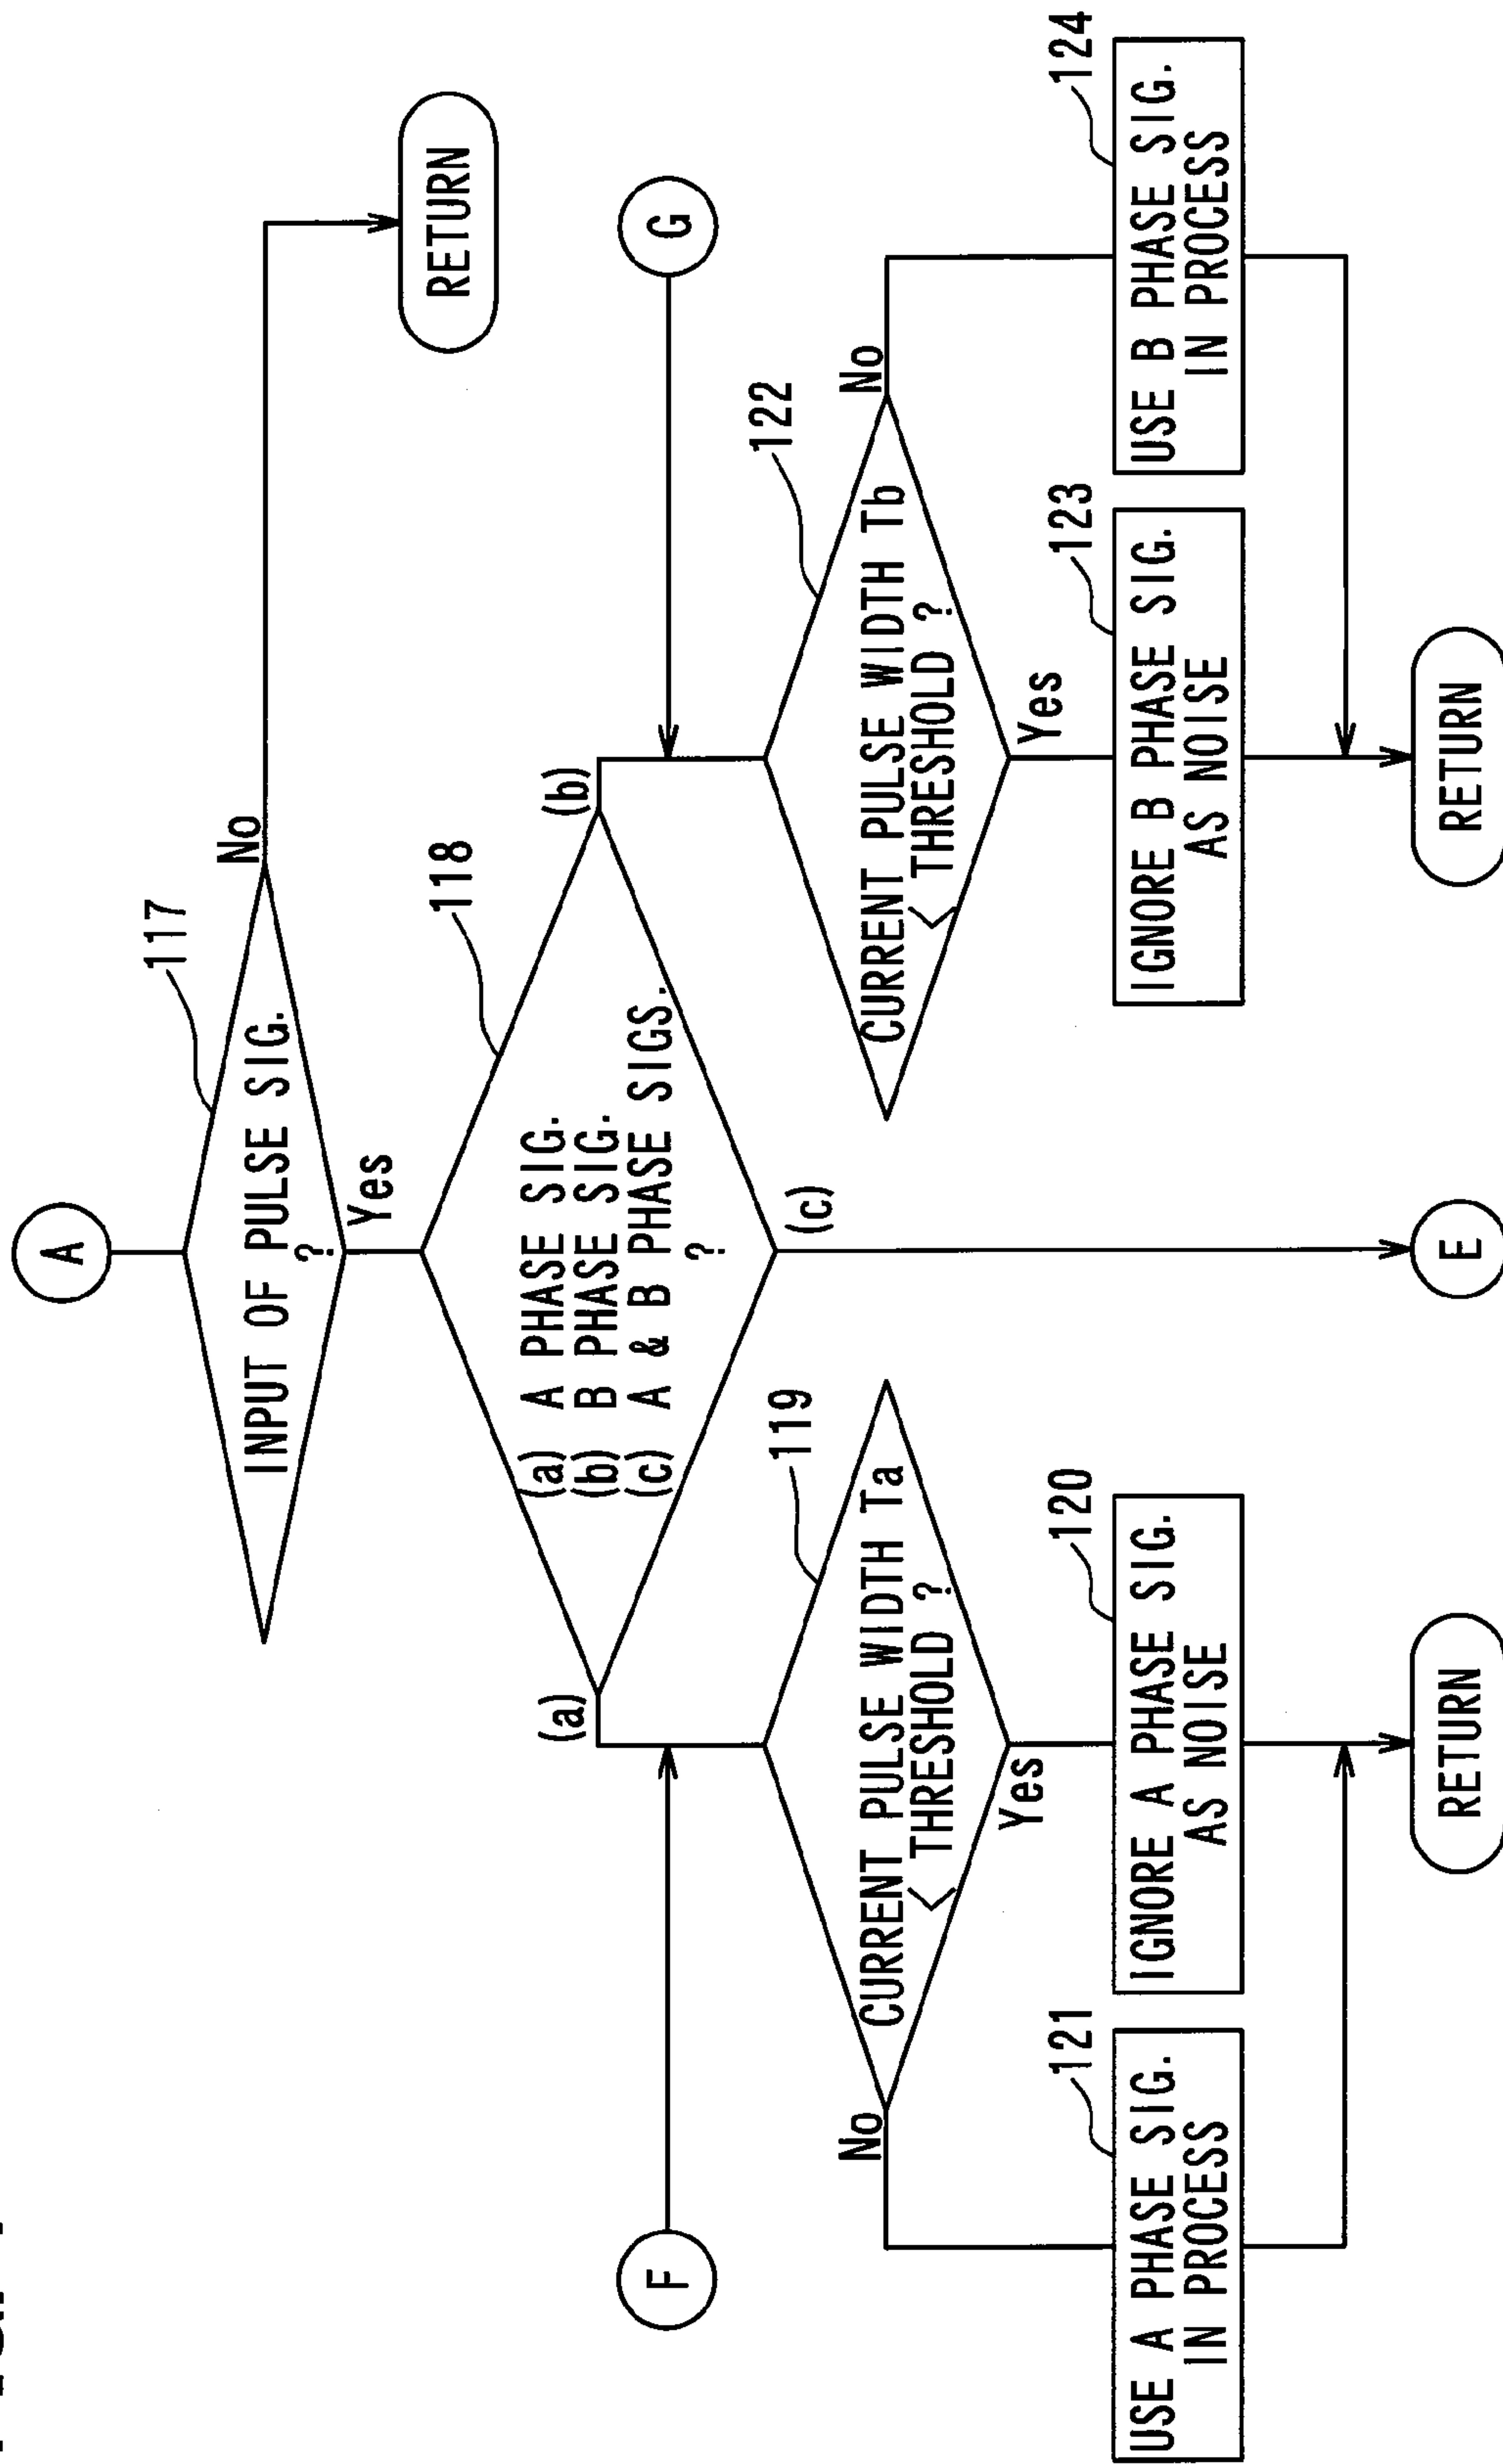 A
117
INPUT OF PULSE SIG.
?
No
Yes
RETURN
118
(a) A PHASE SIG.
(b) B PHASE SIG.
(c) A & B PHASE SIGS.
?
(a)
(b)
(c)
F
G
119
CURRENT PULSE WIDTH Ta
< THRESHOLD ?
No
Yes
122
CURRENT PULSE WIDTH Tb
< THRESHOLD ?
No
Yes
121
USE A PHASE SIG.
IN PROCESS
120
IGNORE A PHASE SIG.
AS NOISE
123
IGNORE B PHASE SIG.
AS NOISE
124
USE B PHASE SIG.
IN PROCESS
RETURN
E
RETURN